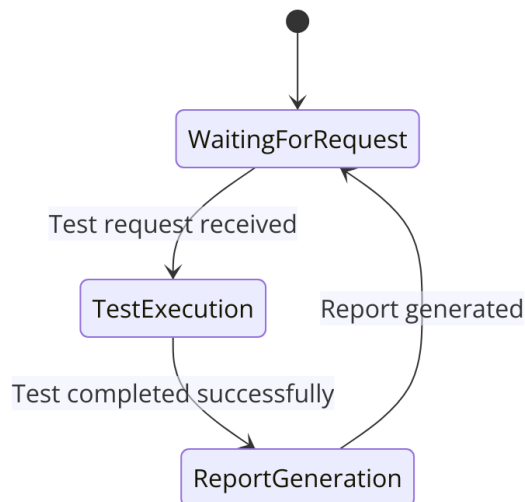 WaitingForRequest
Test request received
TestExecution
Report generated
Test completed successfully
ReportGeneration